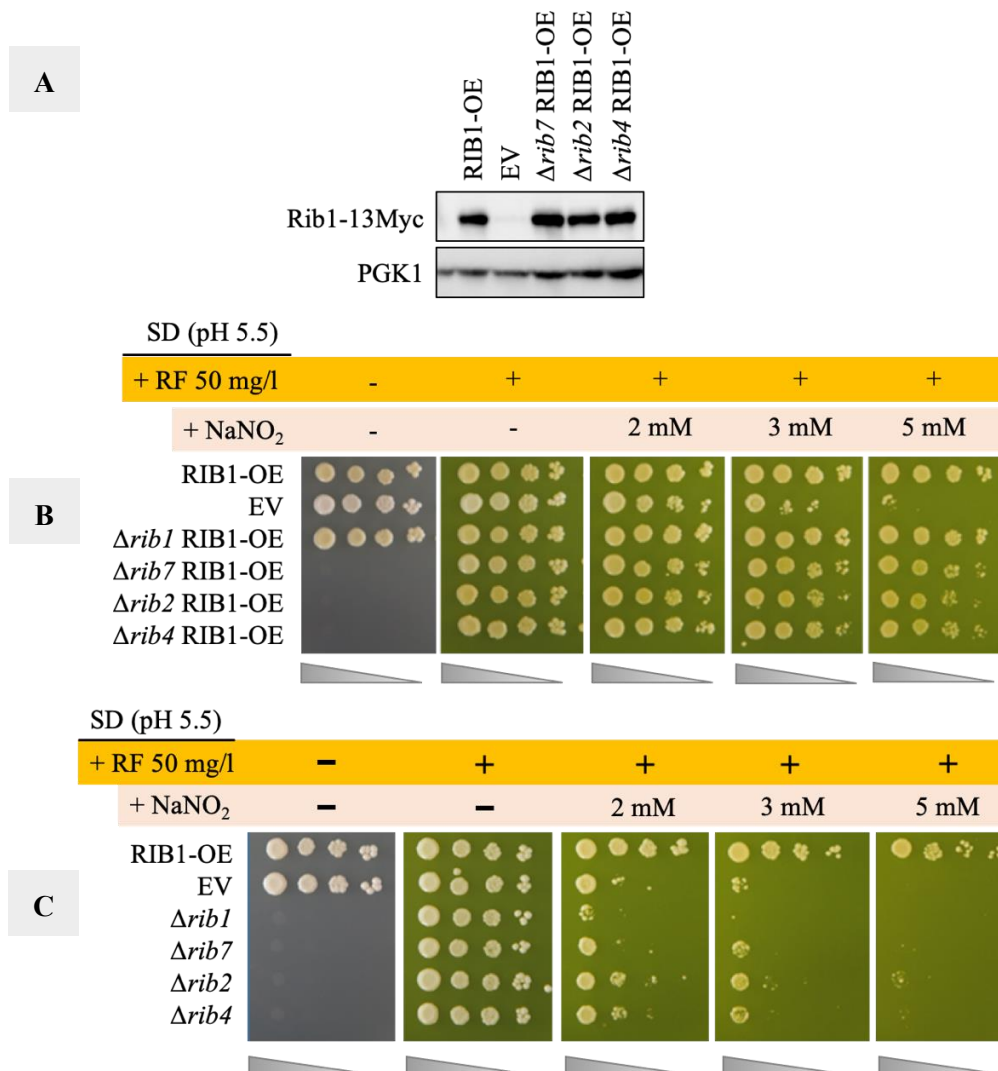 A
RIB1-OE
EV
Δrib7 RIB1-OE
Δrib2 RIB1-OE
Δrib4 RIB1-OE
Rib1-13Myc
PGK1
SD (pH 5.5)
+ RF 50 mg/l - + + + +
+ NaNO₂ - - 2 mM 3 mM 5 mM
B
RIB1-OE
EV
Δrib1 RIB1-OE
Δrib7 RIB1-OE
Δrib2 RIB1-OE
Δrib4 RIB1-OE
SD (pH 5.5)
+ RF 50 mg/l - + + + +
+ NaNO₂ - - 2 mM 3 mM 5 mM
C
RIB1-OE
EV
Δrib1
Δrib7
Δrib2
Δrib4